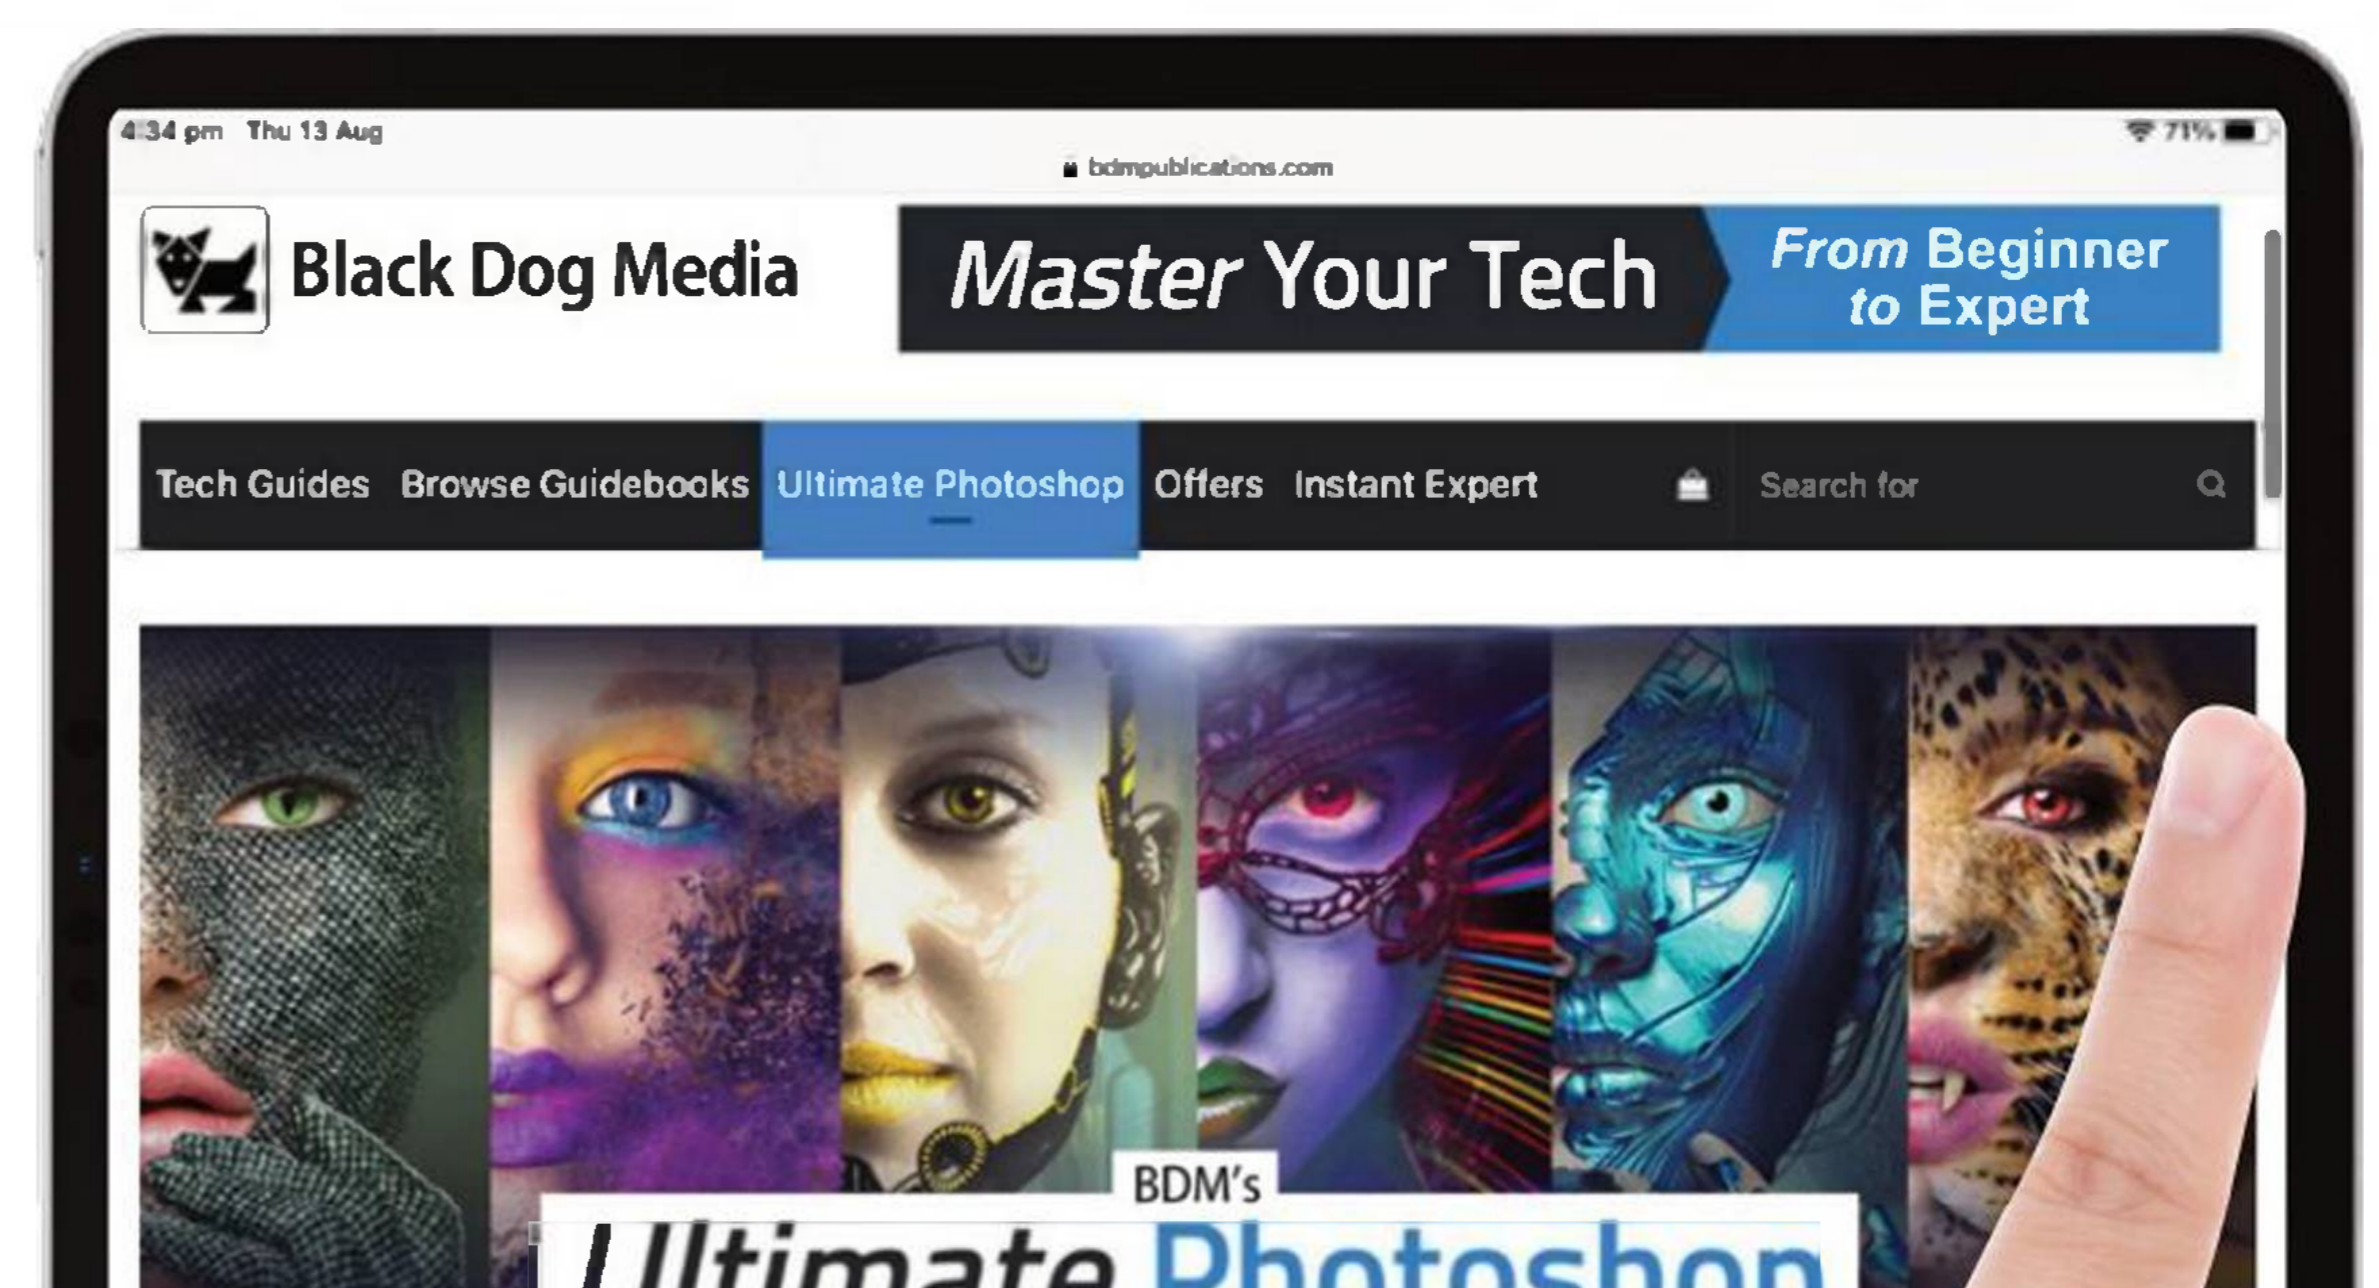 4:34 pm Thu 13 Aug
71%
bdmpublications.com
Black Dog Media
Master Your Tech
From Beginner
to Expert
Tech Guides Browse Guidebooks Ultimate Photoshop Offers Instant Expert
Search for
BDM's
Ultimate Photoshop